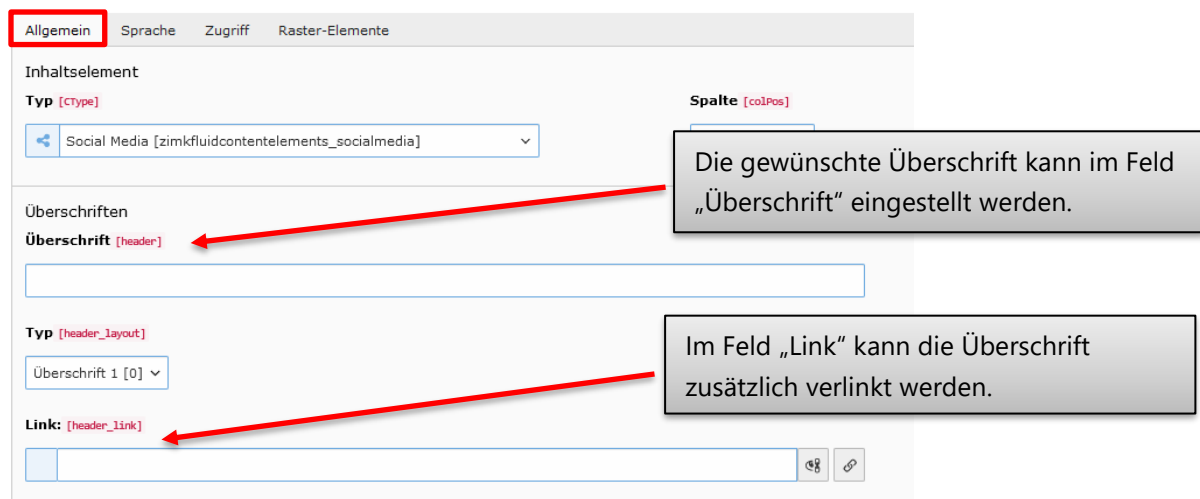 Allgemein Sprache Zugriff Raster-Elemente
Inhaltselement
Typ [CType] Spalte [colPos]
Social Media [zimkfluidcontentelements_socialmedia]
Die gewünschte Überschrift kann im Feld
„Überschrift“ eingestellt werden.
Überschriften
Überschrift [header]
Typ [header_layout]
Im Feld „Link“ kann die Überschrift
zusätzlich verlinkt werden.
Überschrift 1 [0]
Link: [header_link]